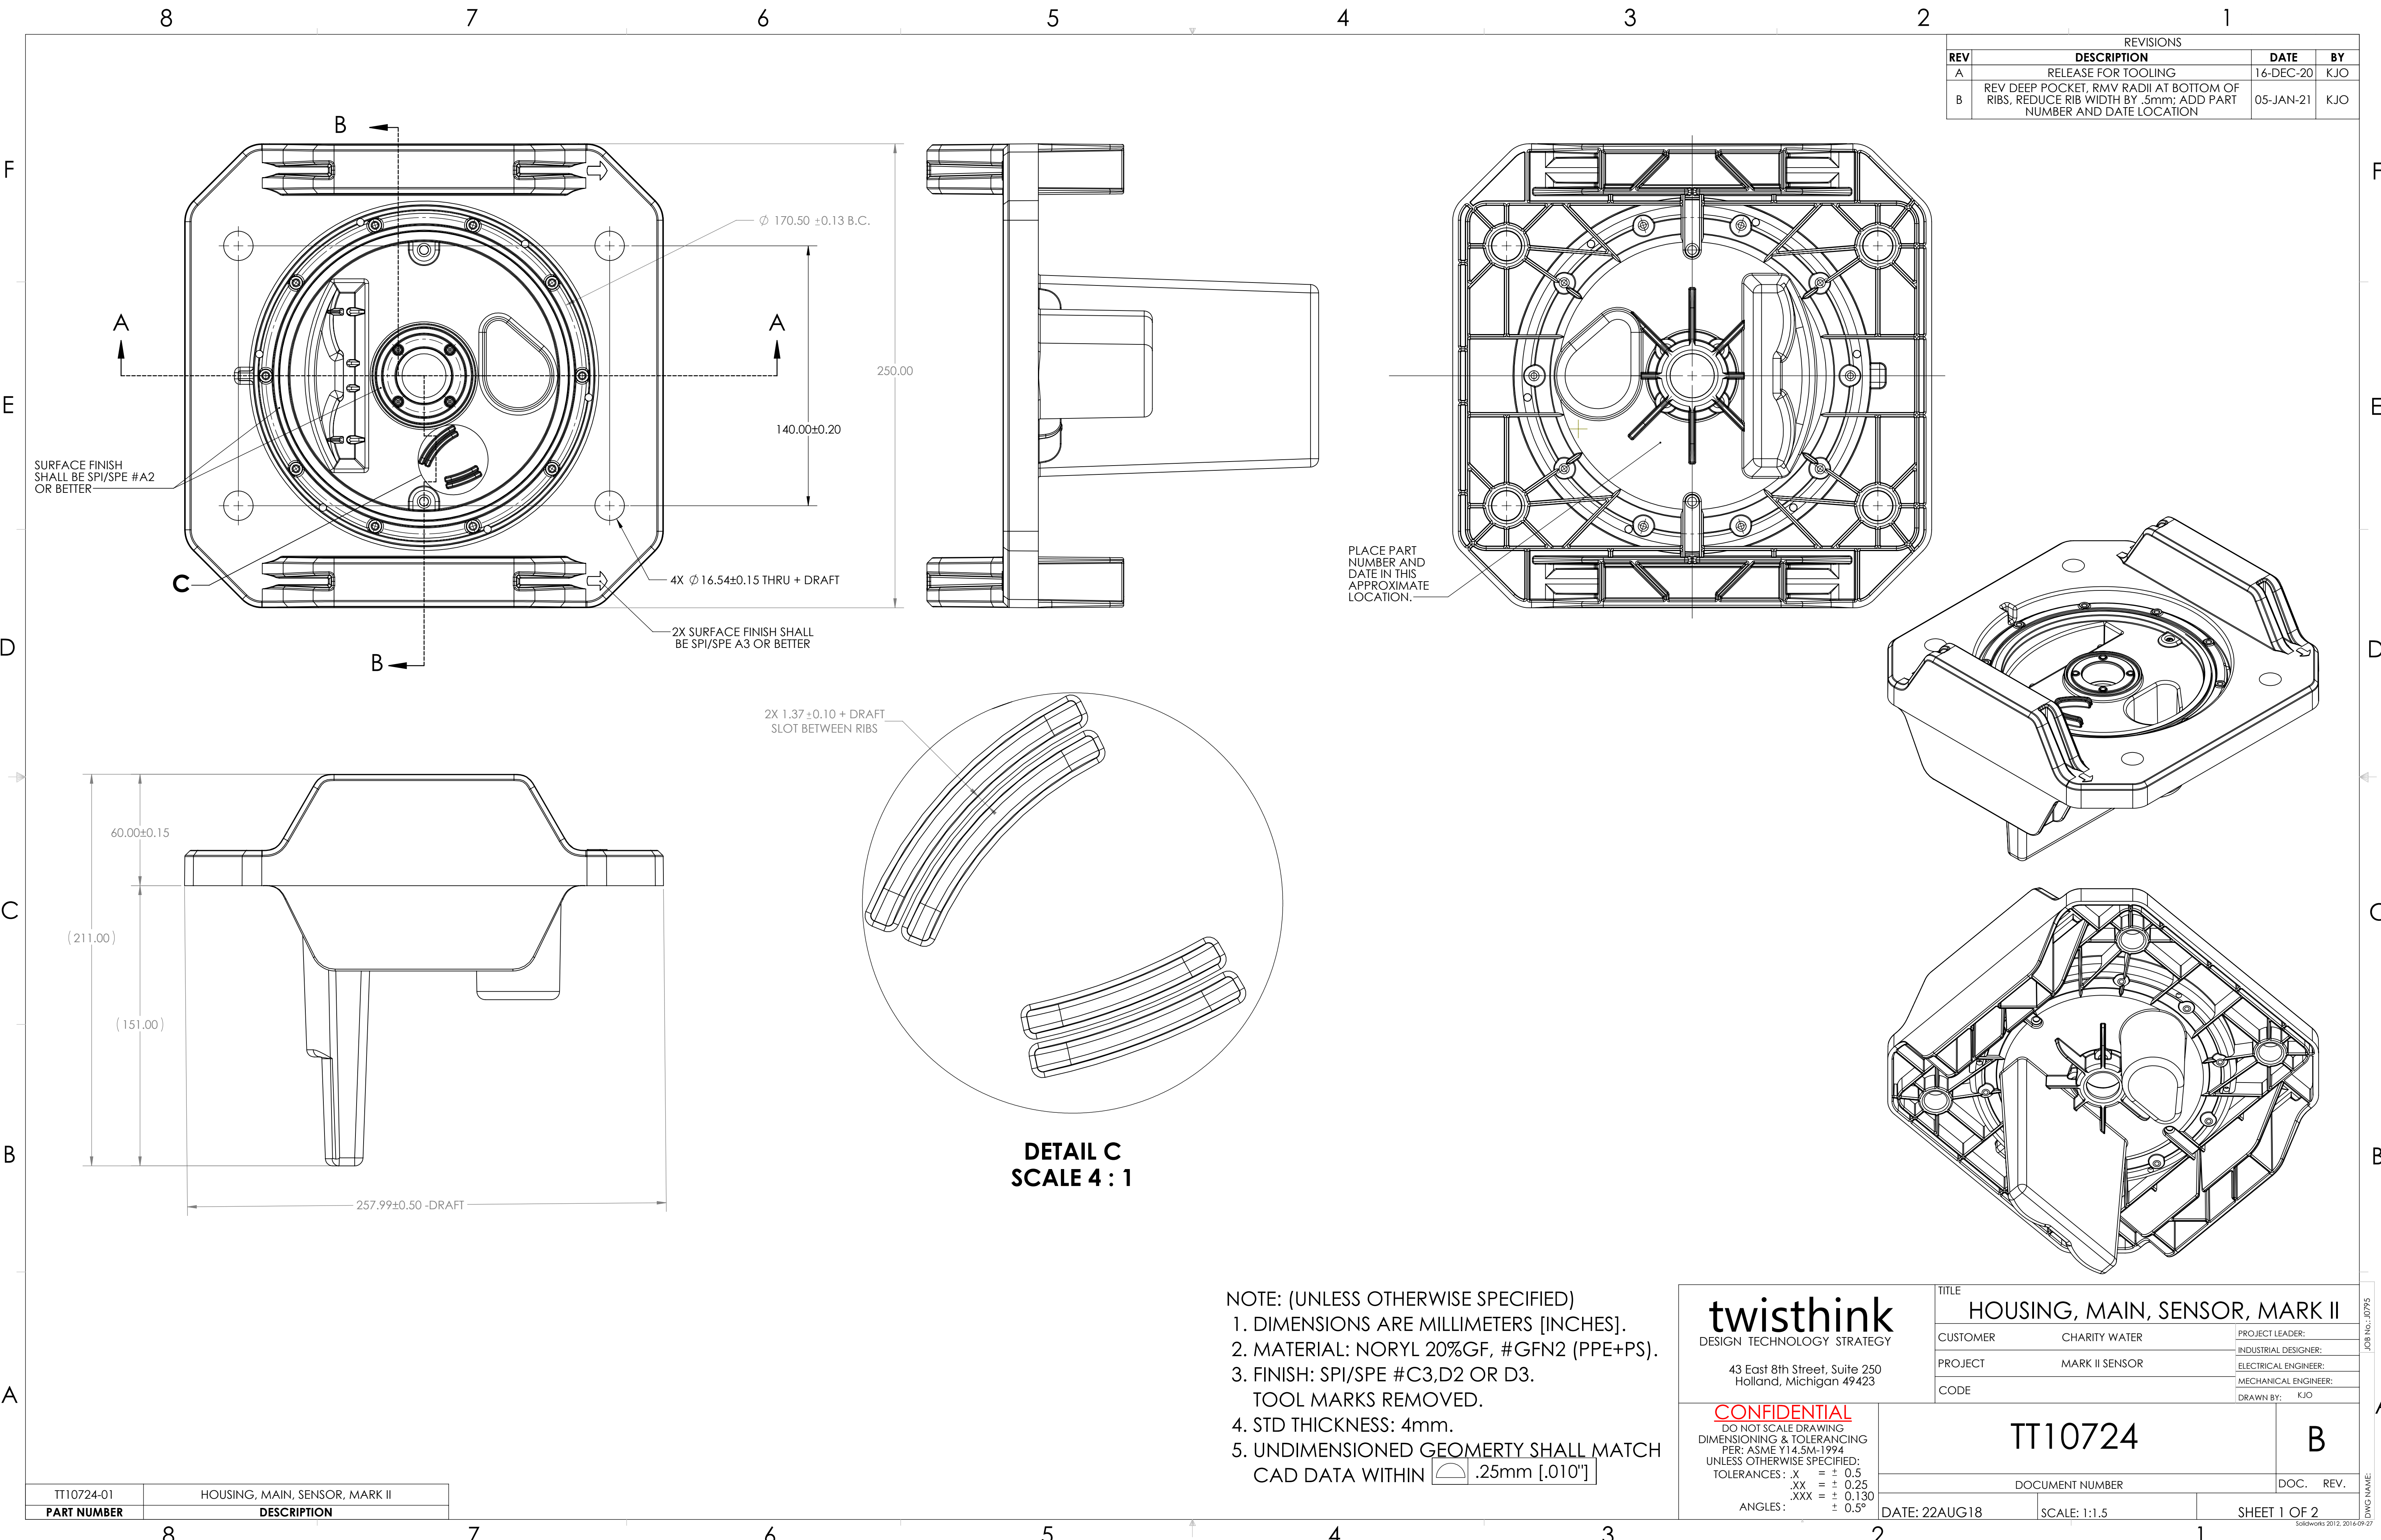 8 7 6 5 4 3 2 1
REVISIONS
REV DESCRIPTION DATE BY
A RELEASE FOR TOOLING 16-DEC-20 KJO
B REV DEEP POCKET, RMV RADII AT BOTTOM OF
RIBS, REDUCE RIB WIDTH BY .5mm; ADD PART
NUMBER AND DATE LOCATION
05-JAN-21 KJO
F
F
E
E
D
D
C
C
B
B
A
A
B
A
A
B
C
Ø 170.50 ±0.13 B.C.
250.00
140.00±0.20
SURFACE FINISH
SHALL BE SPI/SPE #A2
OR BETTER
4X Ø 16.54±0.15 THRU + DRAFT
2X SURFACE FINISH SHALL
BE SPI/SPE A3 OR BETTER
PLACE PART
NUMBER AND
DATE IN THIS
APPROXIMATE
LOCATION.
2X 1.37±0.10 + DRAFT
SLOT BETWEEN RIBS
60.00±0.15
(211.00)
(151.00)
257.99±0.50 -DRAFT
DETAIL C
SCALE 4 : 1
NOTE: (UNLESS OTHERWISE SPECIFIED)
1. DIMENSIONS ARE MILLIMETERS [INCHES].
2. MATERIAL: NORYL 20%GF, #GFN2 (PPE+PS).
3. FINISH: SPI/SPE #C3,D2 OR D3.
TOOL MARKS REMOVED.
4. STD THICKNESS: 4mm.
5. UNDIMENSIONED GEOMERTY SHALL MATCH
CAD DATA WITHIN .25mm [.010"]
twisthink
DESIGN TECHNOLOGY STRATEGY
43 East 8th Street, Suite 250
Holland, Michigan 49423
CONFIDENTIAL
DO NOT SCALE DRAWING
DIMENSIONING & TOLERANCING
PER: ASME Y14.5M-1994
UNLESS OTHERWISE SPECIFIED:
TOLERANCES: .X = ± 0.5
.XX = ± 0.25
.XXX = ± 0.130
ANGLES: ± 0.5°
TITLE
HOUSING, MAIN, SENSOR, MARK II
CUSTOMER CHARITY WATER
PROJECT MARK II SENSOR
CODE
PROJECT LEADER:
INDUSTRIAL DESIGNER:
ELECTRICAL ENGINEER:
MECHANICAL ENGINEER:
DRAWN BY: KJO
TT10724 B
DOCUMENT NUMBER DOC. REV.
DATE: 22AUG18 SCALE: 1:1.5 SHEET 1 OF 2
JOB No.: J0795
DWG NAME:
Solidworks 2012, 2016-09-27
TT10724-01 HOUSING, MAIN, SENSOR, MARK II
PART NUMBER DESCRIPTION
8 7 6 5 4 3 2 1